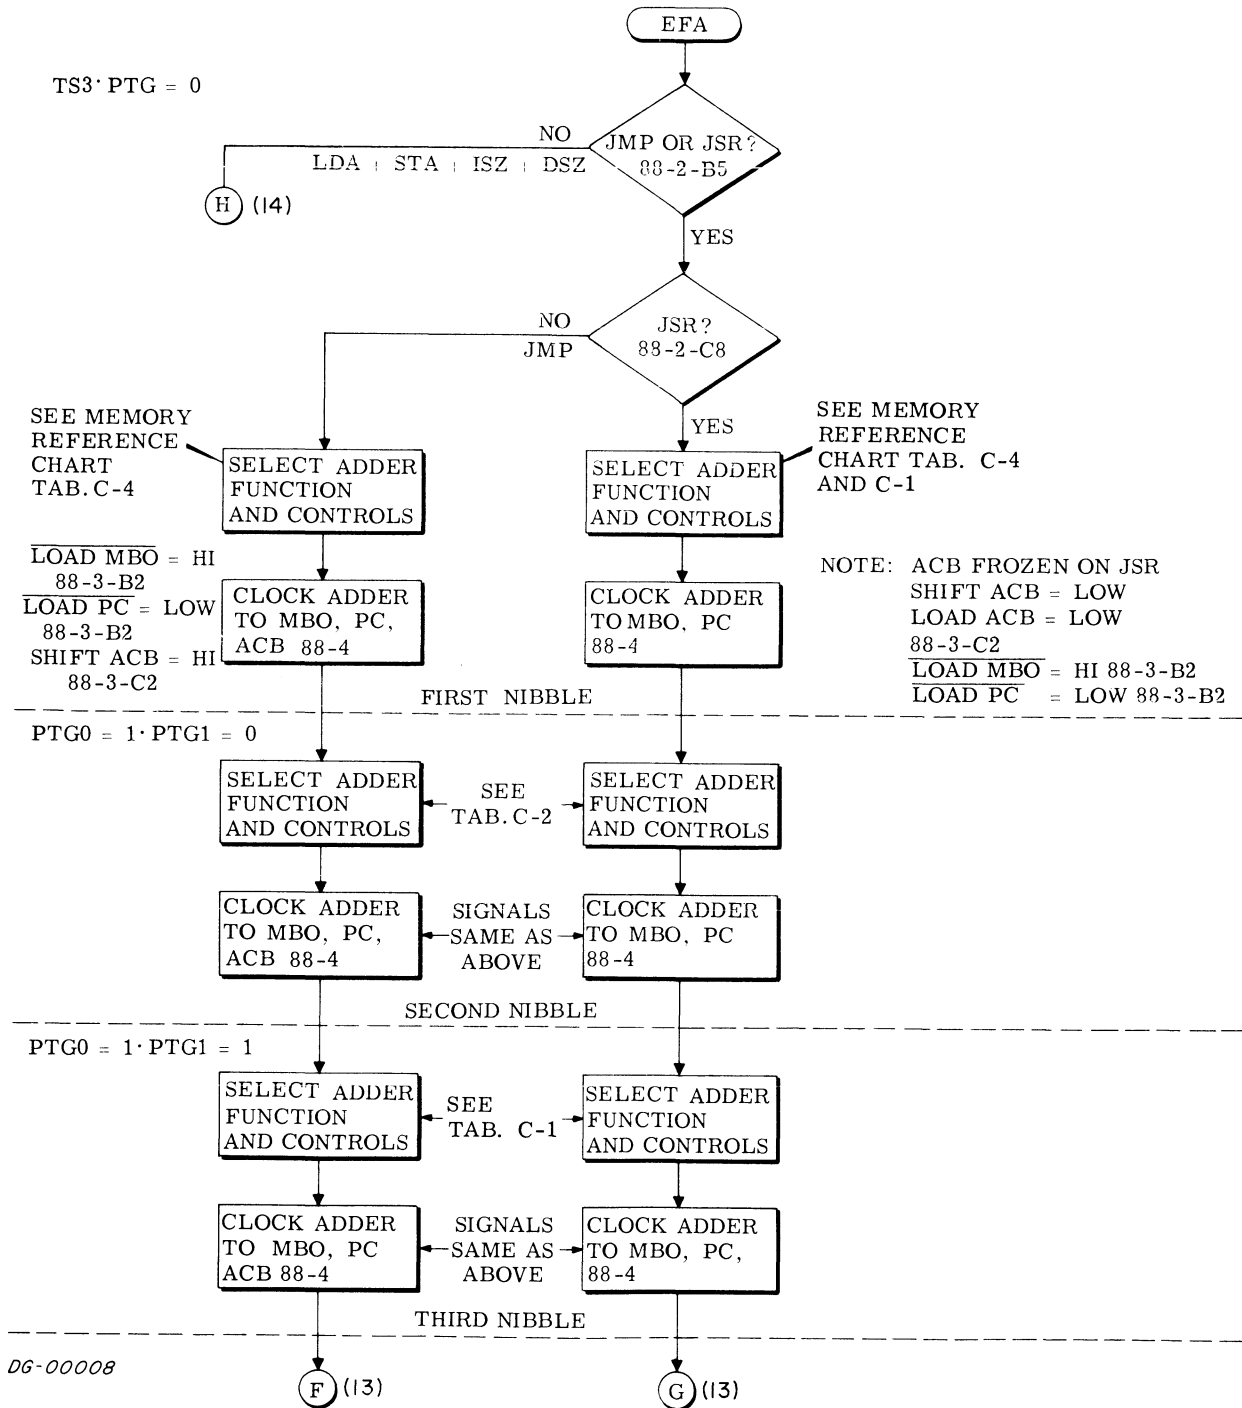 EFA
TS3·PTG = 0
JMP OR JSR?
88-2-B5
NO
LDA + STA + ISZ + DSZ
H (14)
YES
JSR?
88-2-C8
NO
JMP
YES
SEE MEMORY
REFERENCE
CHART
TAB. C-4
SELECT ADDER
FUNCTION
AND CONTROLS
SELECT ADDER
FUNCTION
AND CONTROLS
SEE MEMORY
REFERENCE
CHART TAB. C-4
AND C-1
L̅O̅A̅D̅ ̅M̅B̅O̅ = HI
88-3-B2
L̅O̅A̅D̅ ̅P̅C̅ = LOW
88-3-B2
SHIFT ACB = HI
88-3-C2
CLOCK ADDER
TO MBO, PC,
ACB 88-4
CLOCK ADDER
TO MBO, PC
88-4
NOTE: ACB FROZEN ON JSR
SHIFT ACB = LOW
LOAD ACB = LOW
88-3-C2
L̅O̅A̅D̅ ̅M̅B̅O̅ = HI 88-3-B2
L̅O̅A̅D̅ ̅P̅C̅ = LOW 88-3-B2
FIRST NIBBLE
PTG0 = 1·PTG1 = 0
SELECT ADDER
FUNCTION
AND CONTROLS
SEE
TAB. C-2
SELECT ADDER
FUNCTION
AND CONTROLS
CLOCK ADDER
TO MBO, PC,
ACB 88-4
SIGNALS
SAME AS
ABOVE
CLOCK ADDER
TO MBO, PC
88-4
SECOND NIBBLE
PTG0 = 1·PTG1 = 1
SELECT ADDER
FUNCTION
AND CONTROLS
SEE
TAB. C-1
SELECT ADDER
FUNCTION
AND CONTROLS
CLOCK ADDER
TO MBO, PC
ACB 88-4
SIGNALS
SAME AS
ABOVE
CLOCK ADDER
TO MBO, PC,
88-4
THIRD NIBBLE
DG-00008
F (13)
G (13)